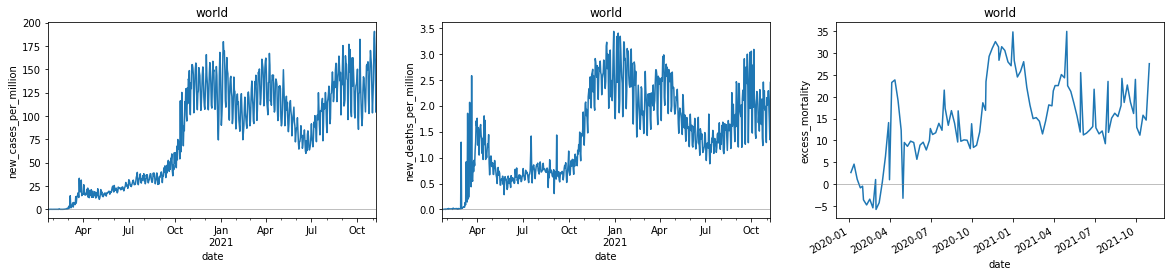 world
new_cases_per_million
200
175
150
125
100
75
50
25
0
Apr
Jul
Oct
2021
Apr
Jul
Oct
date
world
new_deaths_per_million
3.5
3.0
2.5
2.0
1.5
1.0
0.5
0.0
Apr
Jul
Oct
2021
Apr
Jul
Oct
date
world
excess_mortality
35
30
25
20
15
10
5
0
−5
2020-01
2020-04
2020-07
2020-10
2021-01
2021-04
2021-07
2021-10
date